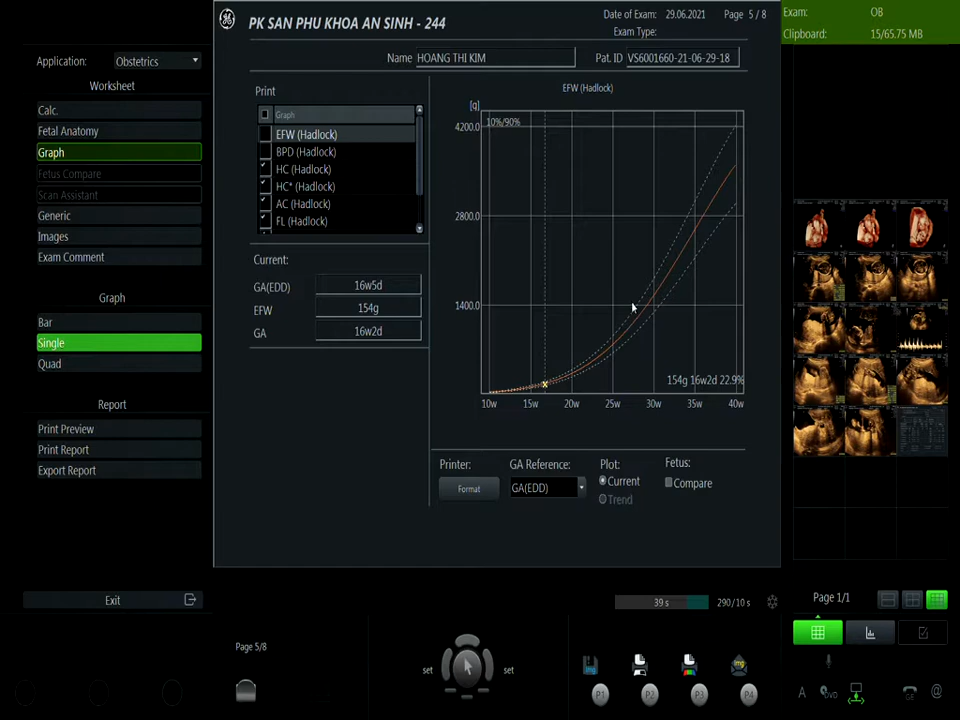 PK SAN PHU KHOA AN SINH - 244
Date of Exam: 29.06.2021 Page 5 / 8
Exam Type:
Exam: OB
Clipboard: 15/65.75 MB
Application: Obstetrics
Worksheet
Calc.
Fetal Anatomy
Graph
Fetus Compare
Scan Assistant
Generic
Images
Exam Comment
Graph
Bar
Single
Quad
Report
Print Preview
Print Report
Export Report
Exit
Name HOANG THI KIM Pat. ID VS6001660-21-06-29-18
Print
Graph
EFW (Hadlock)
BPD (Hadlock)
HC (Hadlock)
HC* (Hadlock)
AC (Hadlock)
FL (Hadlock)
Current:
GA(EDD) 16w5d
EFW 154g
GA 16w2d
EFW (Hadlock)
[g]
4200.0
10%/90%
2800.0
1400.0
154g 16w2d 22.9%
10w 15w 20w 25w 30w 35w 40w
Printer: GA Reference: Plot: Fetus:
Format GA(EDD) Current Compare
Trend
39 s 290/10 s
Page 1/1
Page 5/8
set set
P1 P2 P3 P4
Img
A DVD @